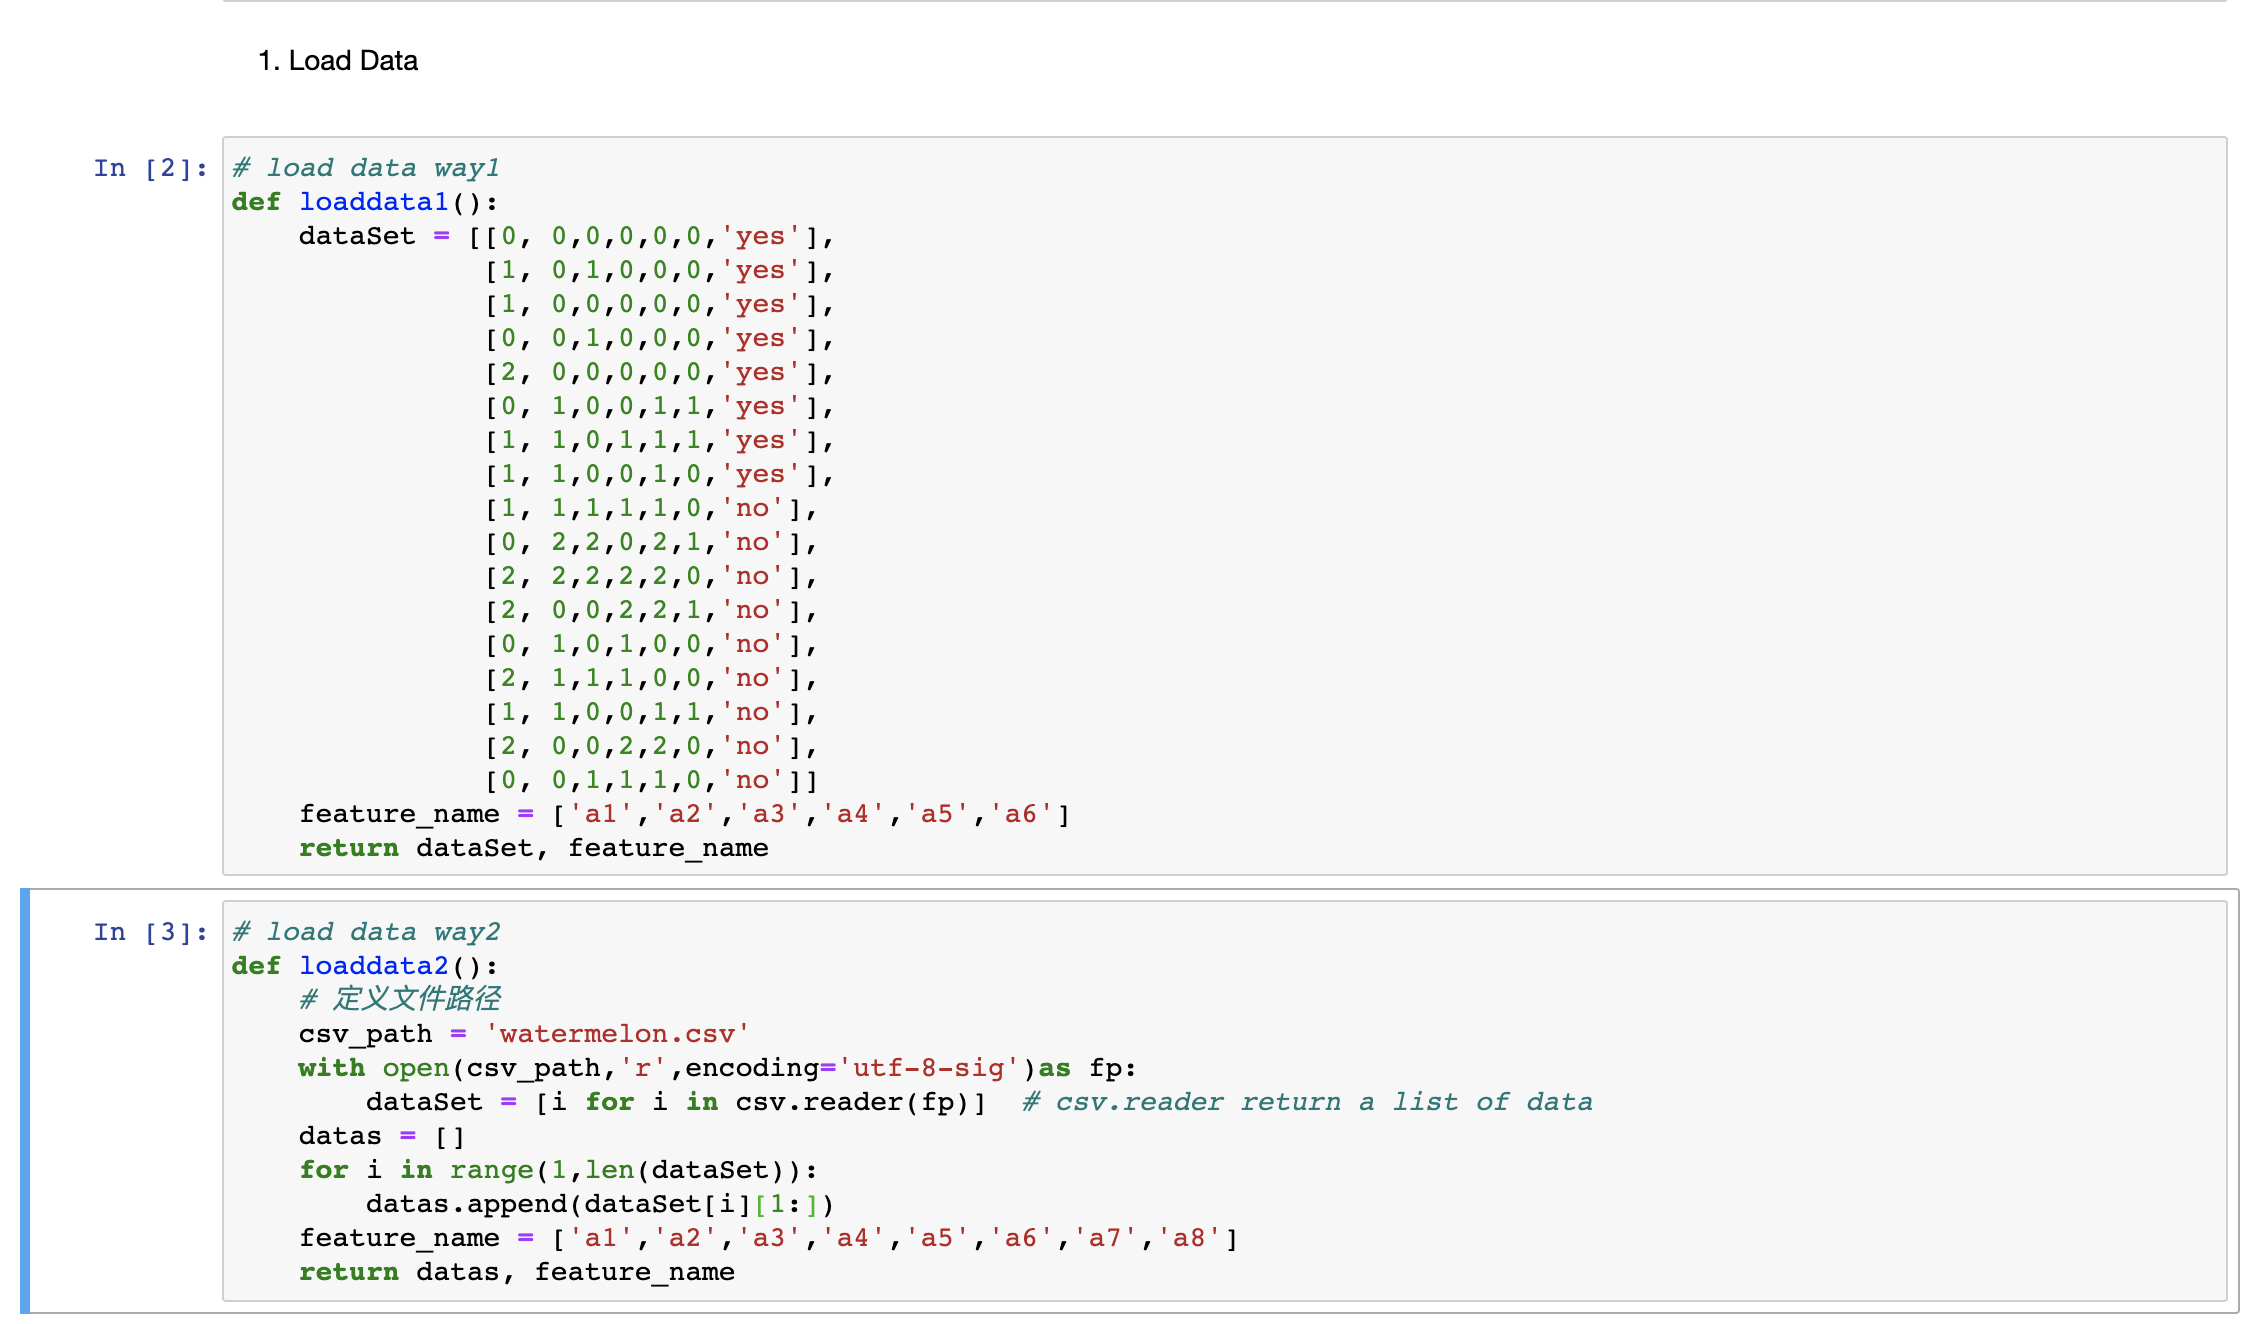 1. Load Data
In [2]: # load data way1
def loaddata1():
    dataSet = [[0, 0,0,0,0,0,'yes'],
               [1, 0,1,0,0,0,'yes'],
               [1, 0,0,0,0,0,'yes'],
               [0, 0,1,0,0,0,'yes'],
               [2, 0,0,0,0,0,'yes'],
               [0, 1,0,0,1,1,'yes'],
               [1, 1,0,1,1,1,'yes'],
               [1, 1,0,0,1,0,'yes'],
               [1, 1,1,1,1,0,'no'],
               [0, 2,2,0,2,1,'no'],
               [2, 2,2,2,2,0,'no'],
               [2, 0,0,2,2,1,'no'],
               [0, 1,0,1,0,0,'no'],
               [2, 1,1,1,0,0,'no'],
               [1, 1,0,0,1,1,'no'],
               [2, 0,0,2,2,0,'no'],
               [0, 0,1,1,1,0,'no']]
    feature_name = ['a1','a2','a3','a4','a5','a6']
    return dataSet, feature_name
In [3]: # load data way2
def loaddata2():
    # 定义文件路径
    csv_path = 'watermelon.csv'
    with open(csv_path,'r',encoding='utf-8-sig')as fp:
        dataSet = [i for i in csv.reader(fp)]  # csv.reader return a list of data
    datas = []
    for i in range(1,len(dataSet)):
        datas.append(dataSet[i][1:])
    feature_name = ['a1','a2','a3','a4','a5','a6','a7','a8']
    return datas, feature_name